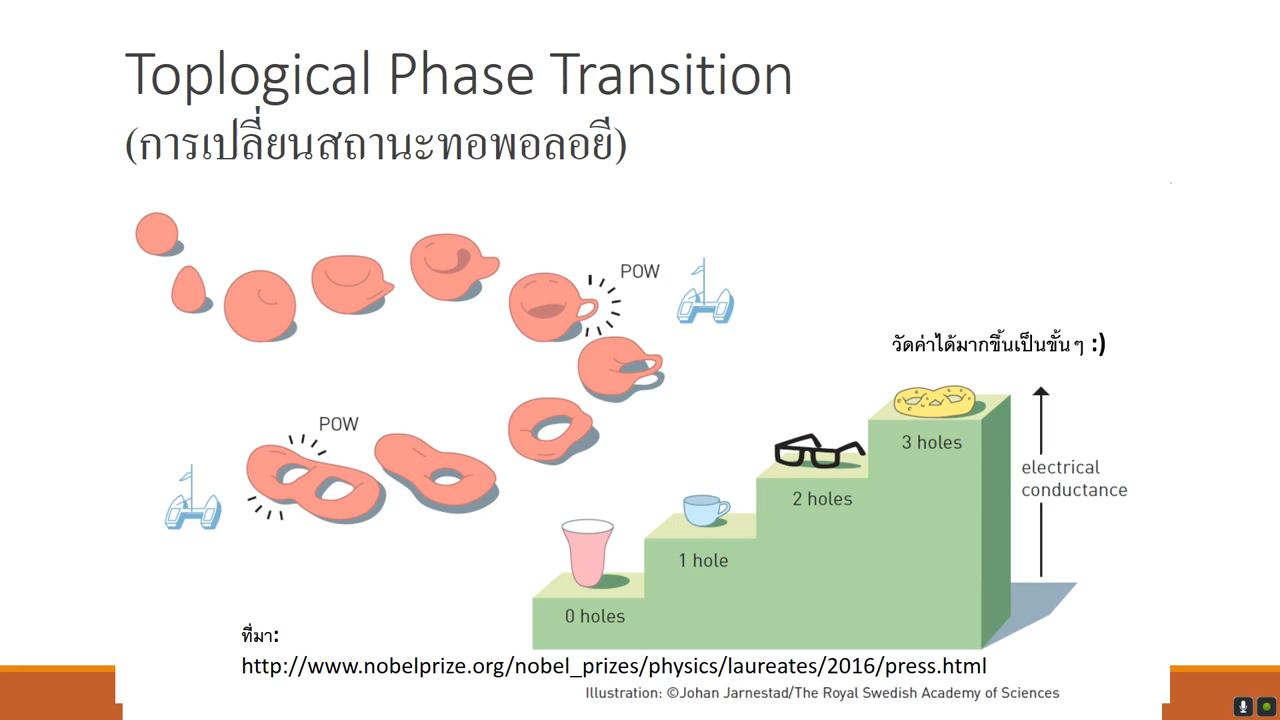 Toplogical Phase Transition
(การเปลี่ยนสถานะทอพอลอยี)
POW
POW
วัดค่าได้มากขึ้นเป็นขั้นๆ :)
3 holes
2 holes
1 hole
0 holes
electrical
conductance
ที่มา:
http://www.nobelprize.org/nobel_prizes/physics/laureates/2016/press.html
Illustration: ©Johan Jarnestad/The Royal Swedish Academy of Sciences